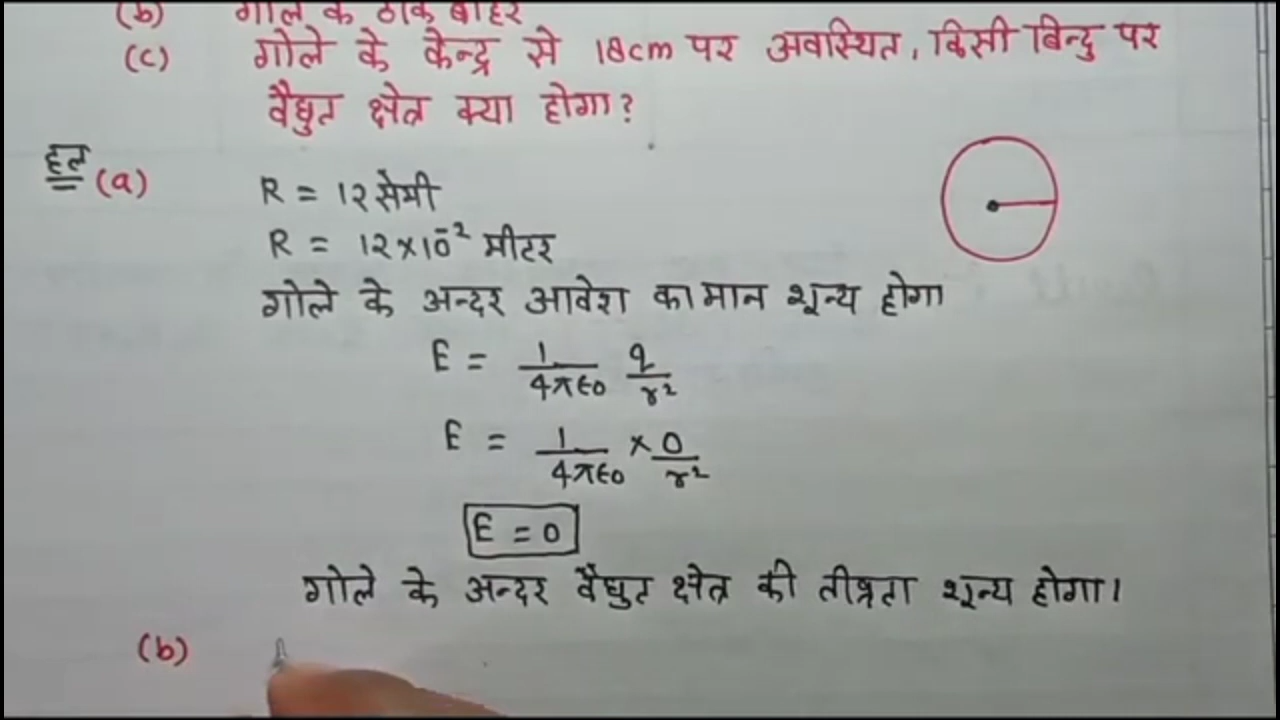 (b) गोले के ठीक बाहर
(c) गोले के केन्द्र से 18cm पर अवस्थित, किसी बिन्दु पर
वैधुत क्षेत्र क्या होगा?
हल (a) R = 12 सेमी
R = 12×10⁻² मीटर
गोले के अन्दर आवेश का मान शून्य होगा
E = 1/4πϵ0 q/r²
E = 1/4πϵ0 × 0/r²
E = 0
गोले के अन्दर वैधुत क्षेत्र की तीव्रता शून्य होगा।
(b)